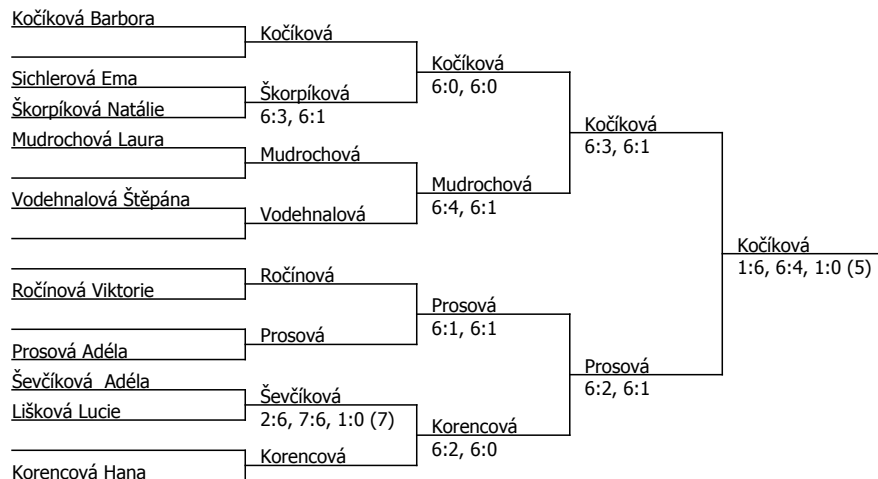 Kočíková Barbora
Kočíková
Kočíková
6:0, 6:0
Sichlerová Ema
Škorpíková
6:3, 6:1
Škorpíková Natálie
Kočíková
6:3, 6:1
Mudrochová Laura
Mudrochová
Mudrochová
6:4, 6:1
Vodehnalová Štěpána
Vodehnalová
Kočíková
1:6, 6:4, 1:0 (5)
Ročínová
Ročínová Viktorie
Prosová
6:1, 6:1
Prosová
Prosová Adéla
Prosová
6:2, 6:1
Ševčíková  Adéla
Ševčíková
2:6, 7:6, 1:0 (7)
Lišková Lucie
Korencová
6:2, 6:0
Korencová
Korencová Hana